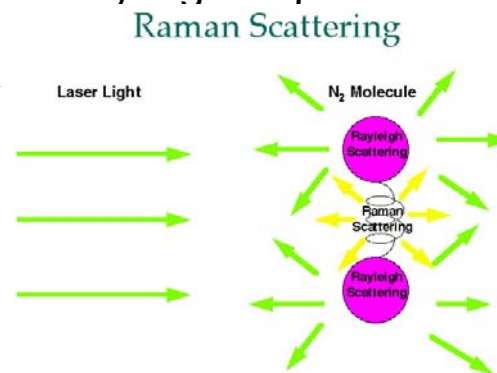 Raman Scattering
Laser Light
N₂ Molecule
Rayleigh
Scattering
Raman
Scattering
Rayleigh
Scattering